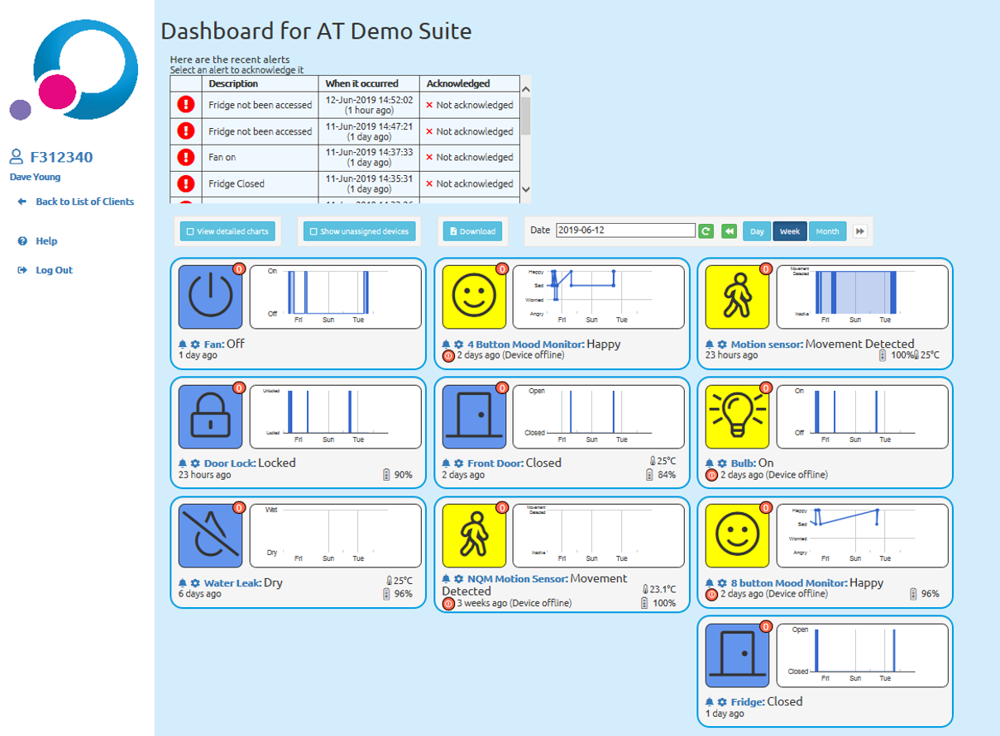 Dashboard for AT Demo Suite
Here are the recent alerts
Select an alert to acknowledge it
Description When it occurred Acknowledged
Fridge not been accessed 12-Jun-2019 14:52:02 (1 hour ago) Not acknowledged
Fridge not been accessed 11-Jun-2019 14:47:21 (1 day ago) Not acknowledged
Fan on 11-Jun-2019 14:37:33 (1 day ago) Not acknowledged
Fridge Closed 11-Jun-2019 14:35:31 (1 day ago) Not acknowledged
F312340
Dave Young
Back to List of Clients
Help
Log Out
View detailed charts Show unassigned devices Download Date 2019-06-12 Day Week Month
0
On
Off
Fri Sun Tue
Fan: Off
1 day ago
0
Happy
Sad
Worried
Angry
Fri Sun Tue
4 Button Mood Monitor: Happy
2 days ago (Device offline)
0
Movement
Detected
Inactive
Fri Sun Tue
Motion sensor: Movement Detected
23 hours ago 100% 25°C
0
Unlocked
Locked
Fri Sun Tue
Door Lock: Locked
23 hours ago 90%
0
Open
Closed
Fri Sun Tue
Front Door: Closed 25°C
2 days ago 84%
0
On
Off
Fri Sun Tue
Bulb: On
2 days ago (Device offline)
0
Wet
Dry
Fri Sun Tue
Water Leak: Dry 25°C
6 days ago 96%
0
Movement
Detected
Inactive
Fri Sun Tue
NQM Motion Sensor: Movement
Detected 23.1°C
3 weeks ago (Device offline) 100%
0
Happy
Sad
Worried
Angry
Fri Sun Tue
8 button Mood Monitor: Happy
2 days ago (Device offline) 96%
0
Open
Closed
Fri Sun Tue
Fridge: Closed
1 day ago